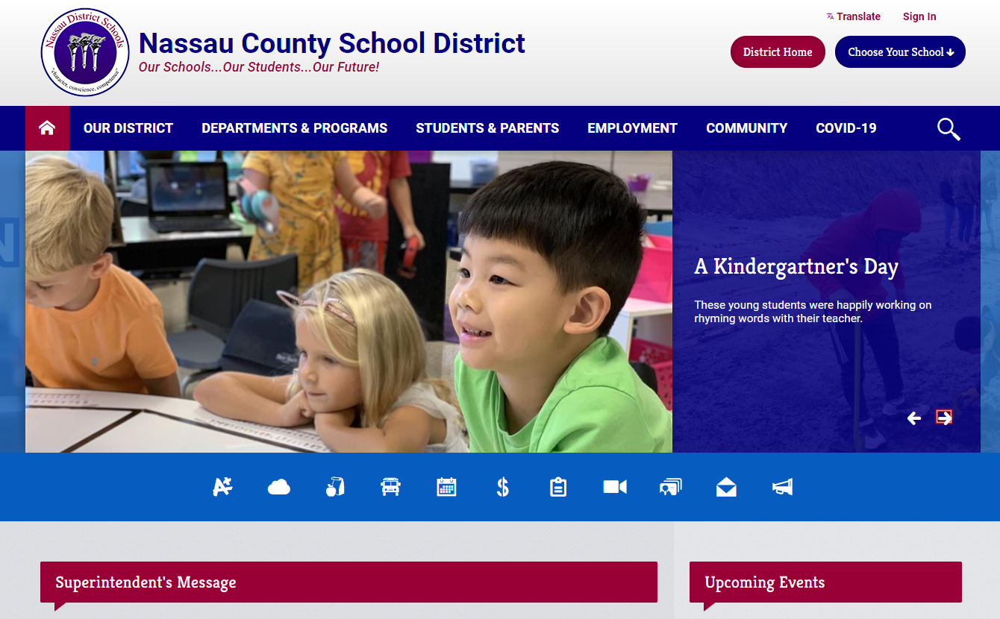 Nassau District Schools
"character, conscience, competence"
Nassau County School District
Our Schools...Our Students...Our Future!
Translate
Sign In
District Home
Choose Your School
OUR DISTRICT
DEPARTMENTS & PROGRAMS
STUDENTS & PARENTS
EMPLOYMENT
COMMUNITY
COVID-19
N
A Kindergartner's Day
These young students were happily working on
rhyming words with their teacher.
A+
$
Superintendent's Message
Upcoming Events